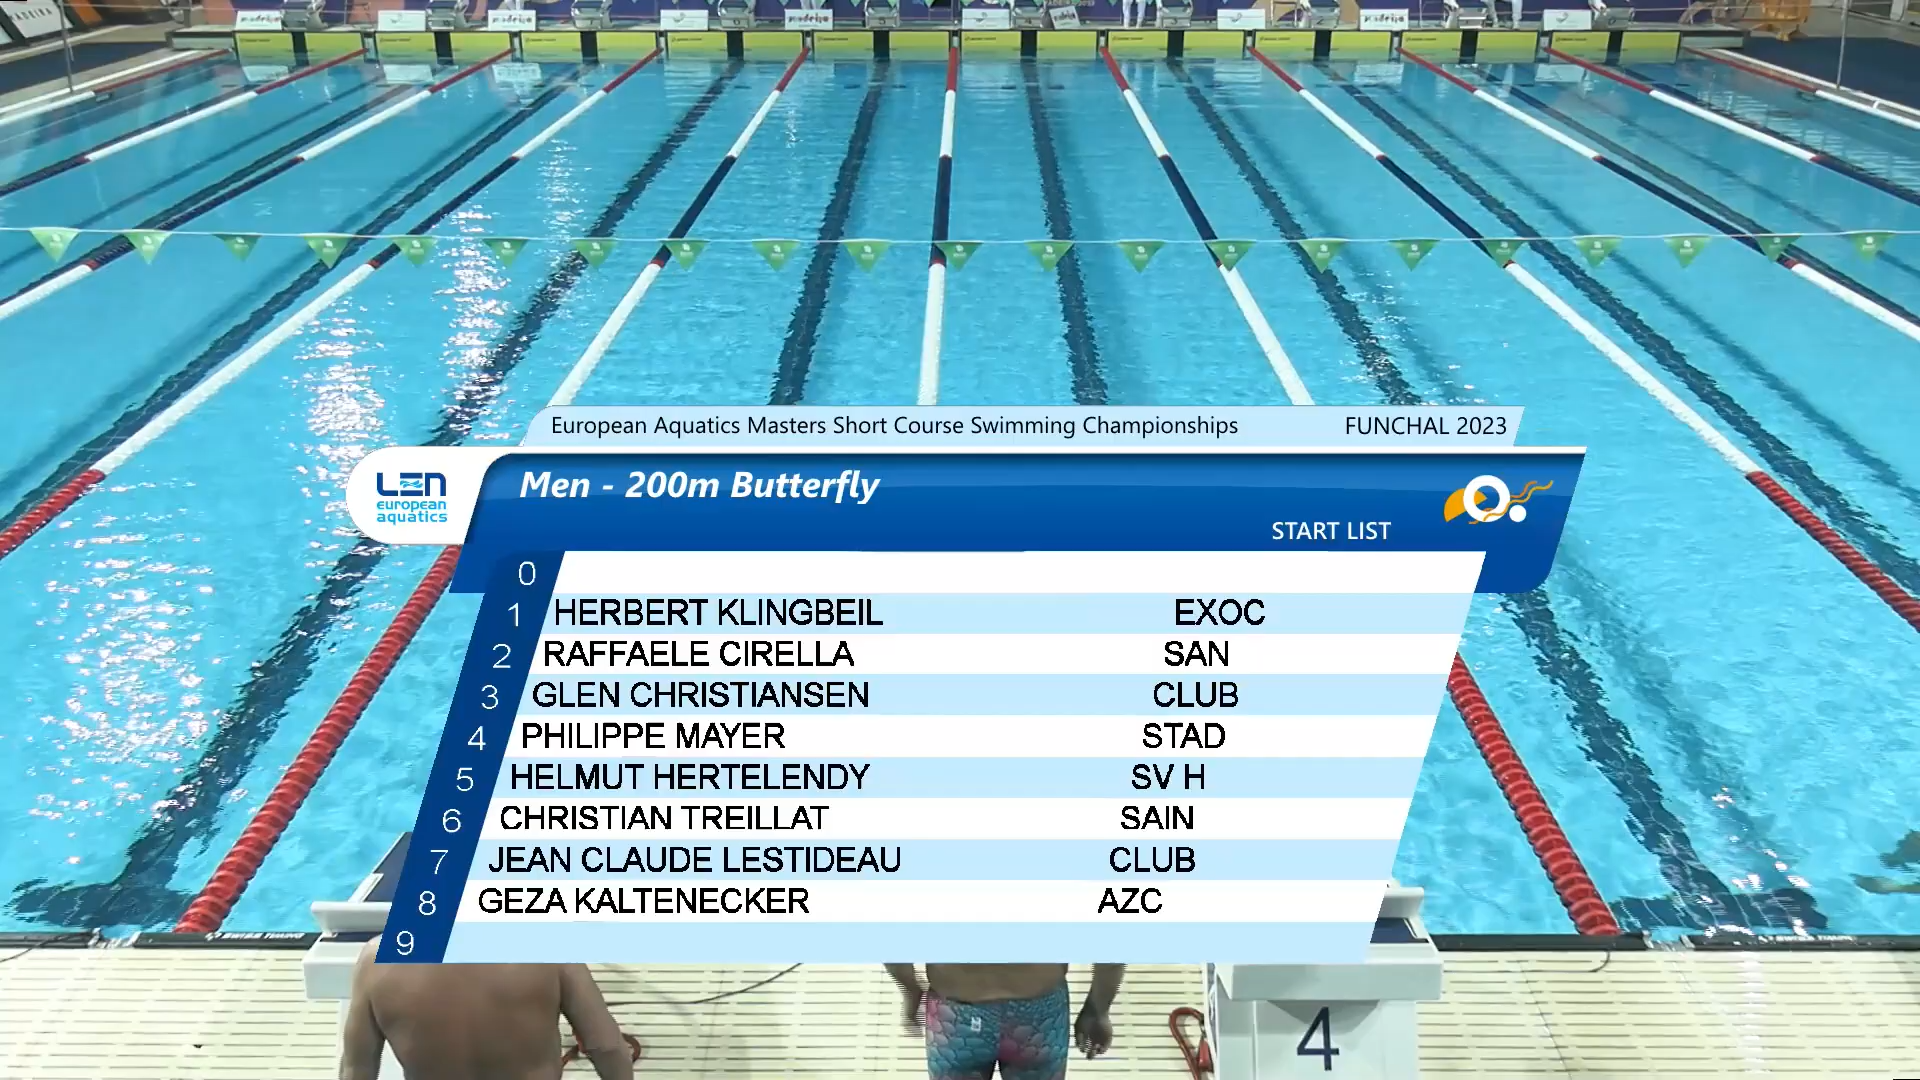 European Aquatics Masters Short Course Swimming Championships FUNCHAL 2023
LEN
european
aquatics
Men - 200m Butterfly
START LIST
0
1 HERBERT KLINGBEIL EXOC
2 RAFFAELE CIRELLA SAN
3 GLEN CHRISTIANSEN CLUB
4 PHILIPPE MAYER STAD
5 HELMUT HERTELENDY SV H
6 CHRISTIAN TREILLAT SAIN
7 JEAN CLAUDE LESTIDEAU CLUB
8 GEZA KALTENECKER AZC
9
SWISS TIMING
4